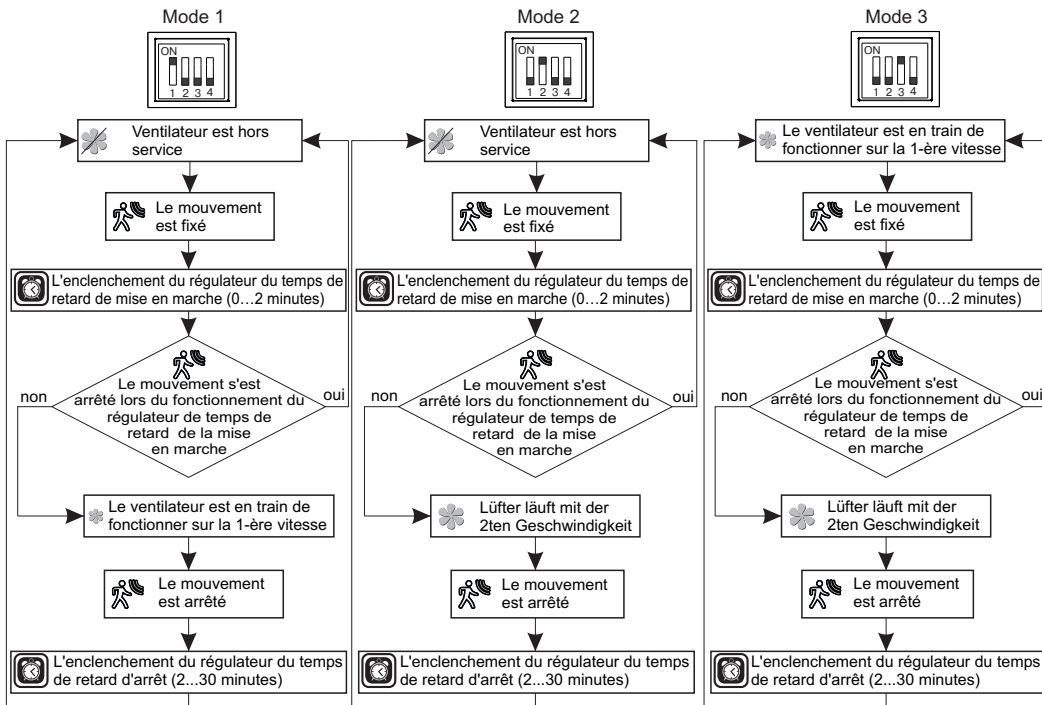 Mode 1
ON
1 2 3 4
Ventilateur est hors
service
Le mouvement
est fixé
L'enclenchement du régulateur du temps de
retard de mise en marche (0...2 minutes)
Le mouvement s'est
arrêté lors du fonctionnement du
régulateur de temps de
retard de la mise
en marche
non
oui
Le ventilateur est en train de
fonctionner sur la 1-ère vitesse
Le mouvement
est arrêté
L'enclenchement du régulateur du temps
de retard d'arrêt (2...30 minutes)
Mode 2
ON
1 2 3 4
Ventilateur est hors
service
Le mouvement
est fixé
L'enclenchement du régulateur du temps de
retard de mise en marche (0...2 minutes)
Le mouvement s'est
arrêté lors du fonctionnement du
régulateur de temps de
retard de la mise
en marche
non
oui
Lüfter läuft mit der
2ten Geschwindigkeit
Le mouvement
est arrêté
L'enclenchement du régulateur du temps
de retard d'arrêt (2...30 minutes)
Mode 3
ON
1 2 3 4
Le ventilateur est en train de
fonctionner sur la 1-ère vitesse
Le mouvement
est fixé
L'enclenchement du régulateur du temps de
retard de mise en marche (0...2 minutes)
Le mouvement s'est
arrêté lors du fonctionnement du
régulateur de temps de
retard de la mise
en marche
non
oui
Lüfter läuft mit der
2ten Geschwindigkeit
Le mouvement
est arrêté
L'enclenchement du régulateur du temps
de retard d'arrêt (2...30 minutes)